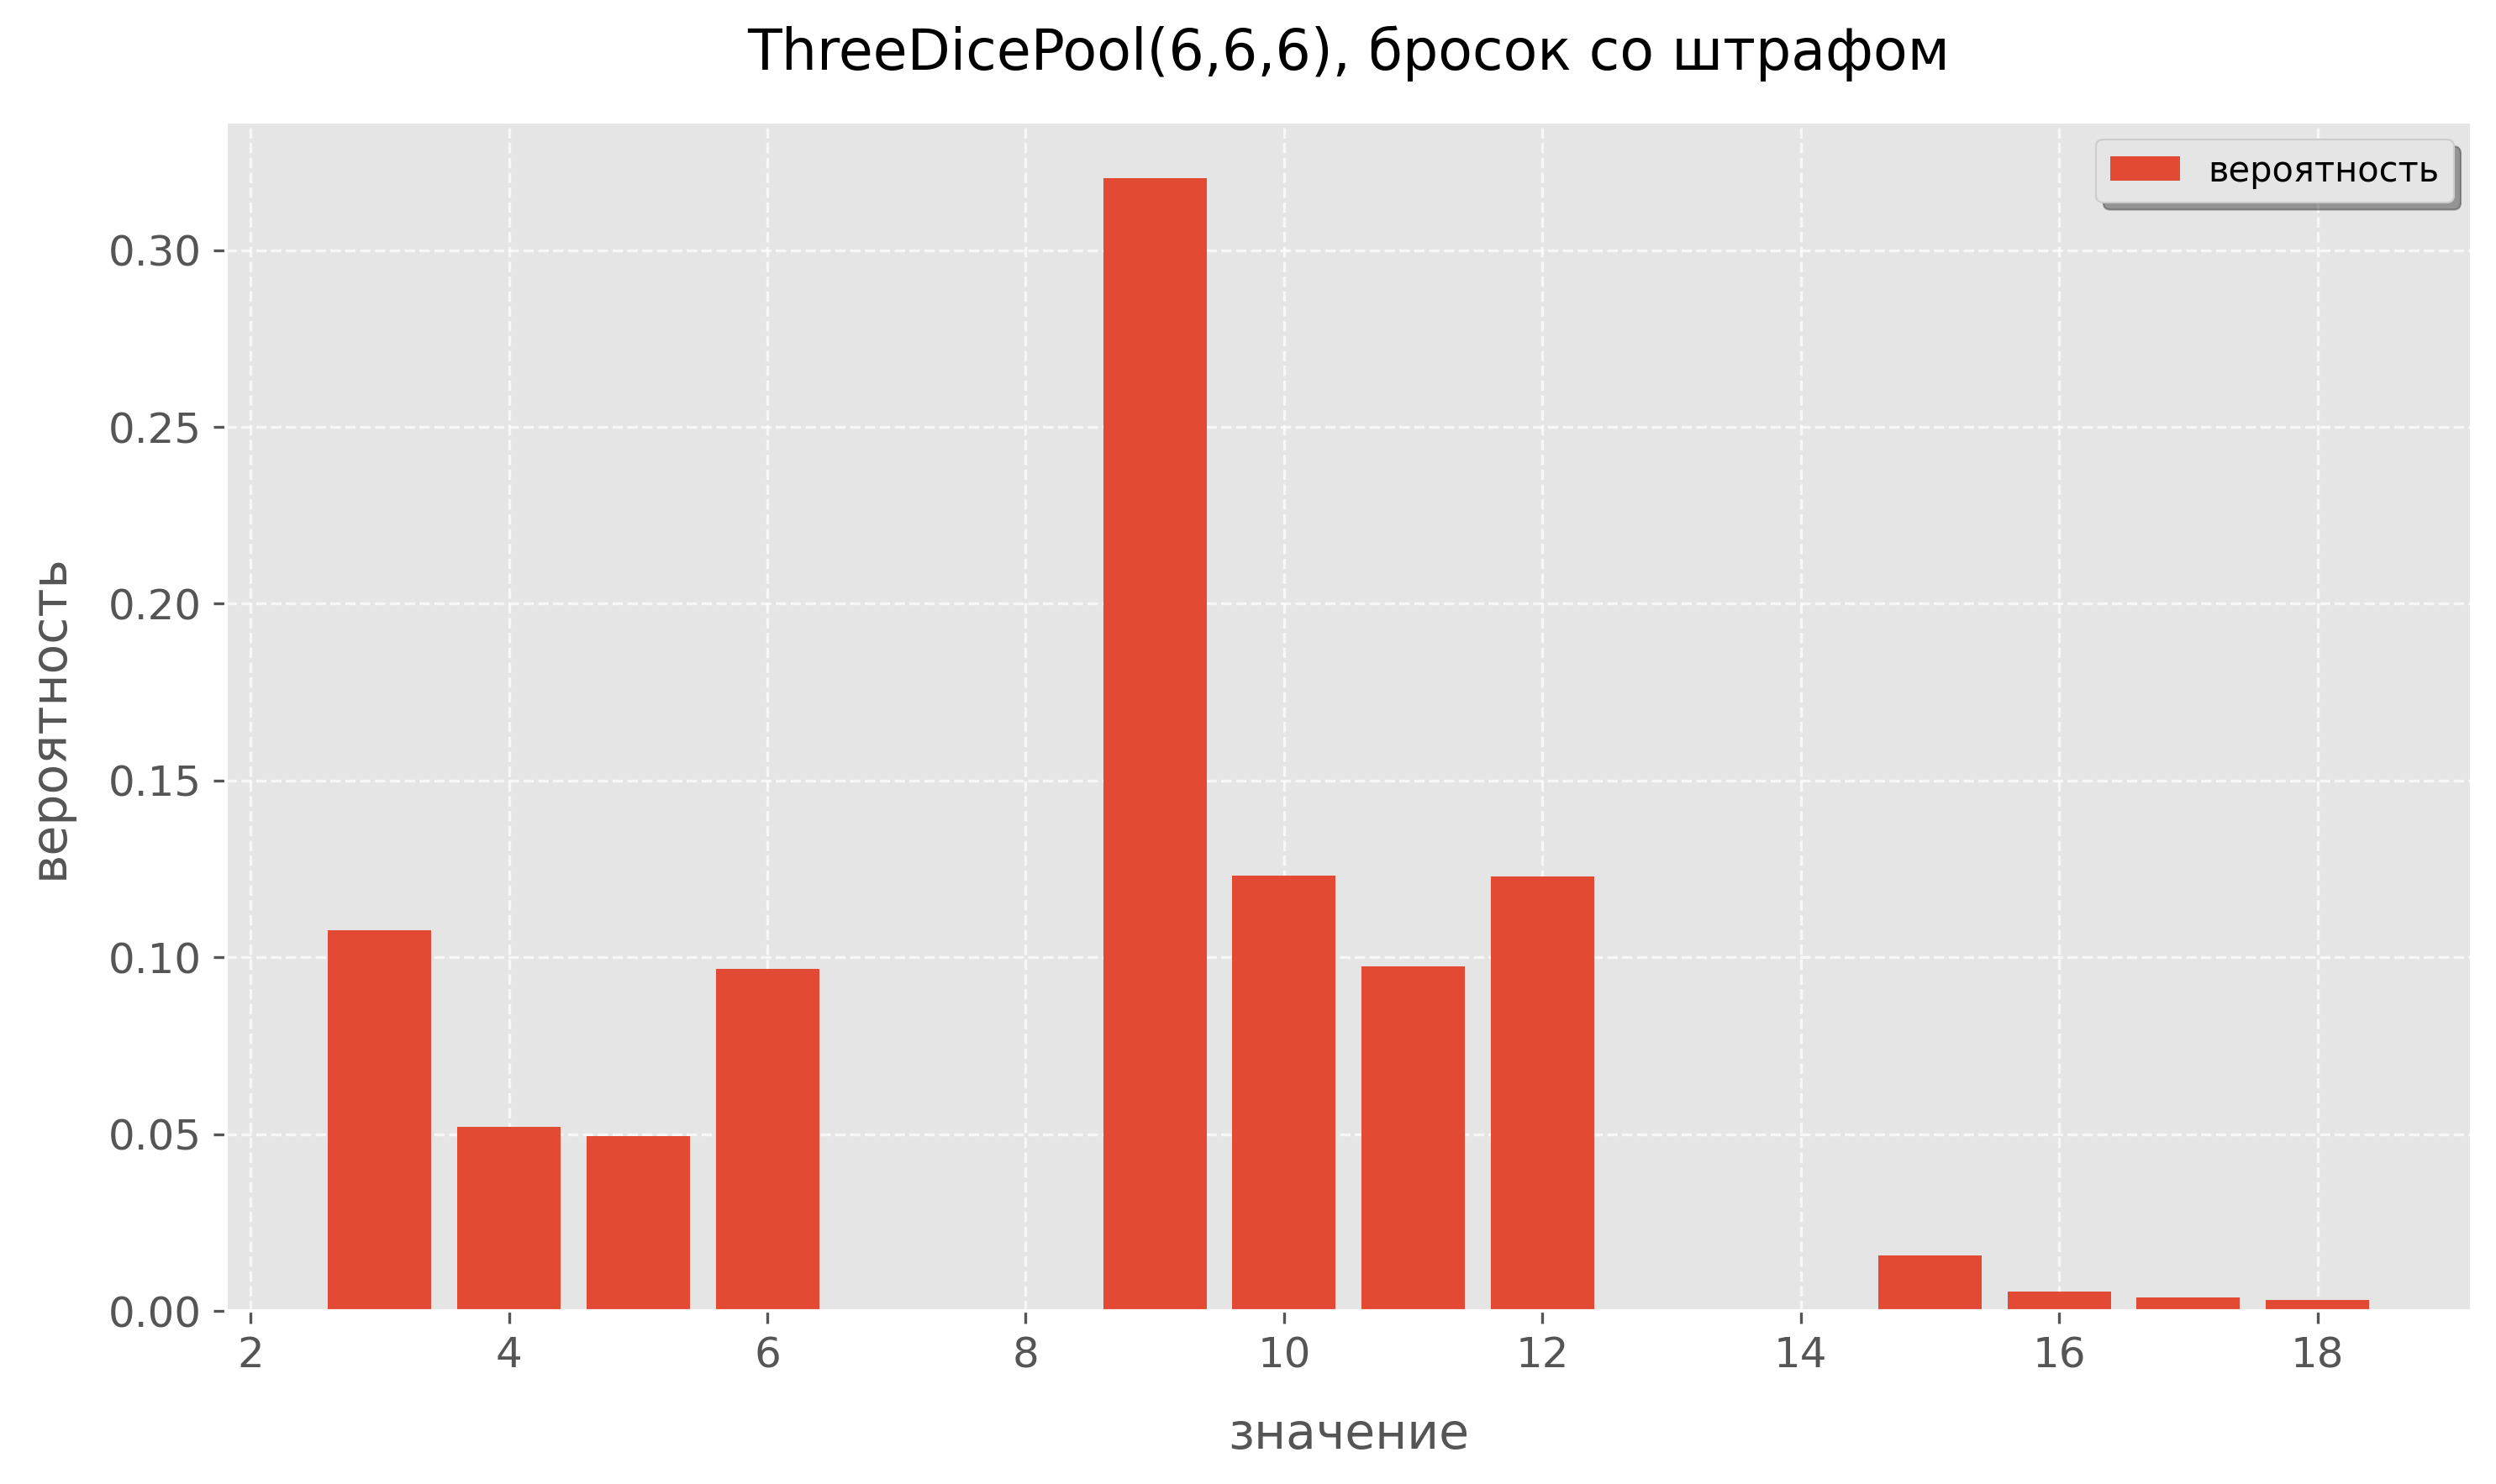 ThreeDicePool(6,6,6), бросок со штрафом
вероятность
0.30
0.25
0.20
0.15
0.10
0.05
0.00
вероятность
2 4 6 8 10 12 14 16 18
значение